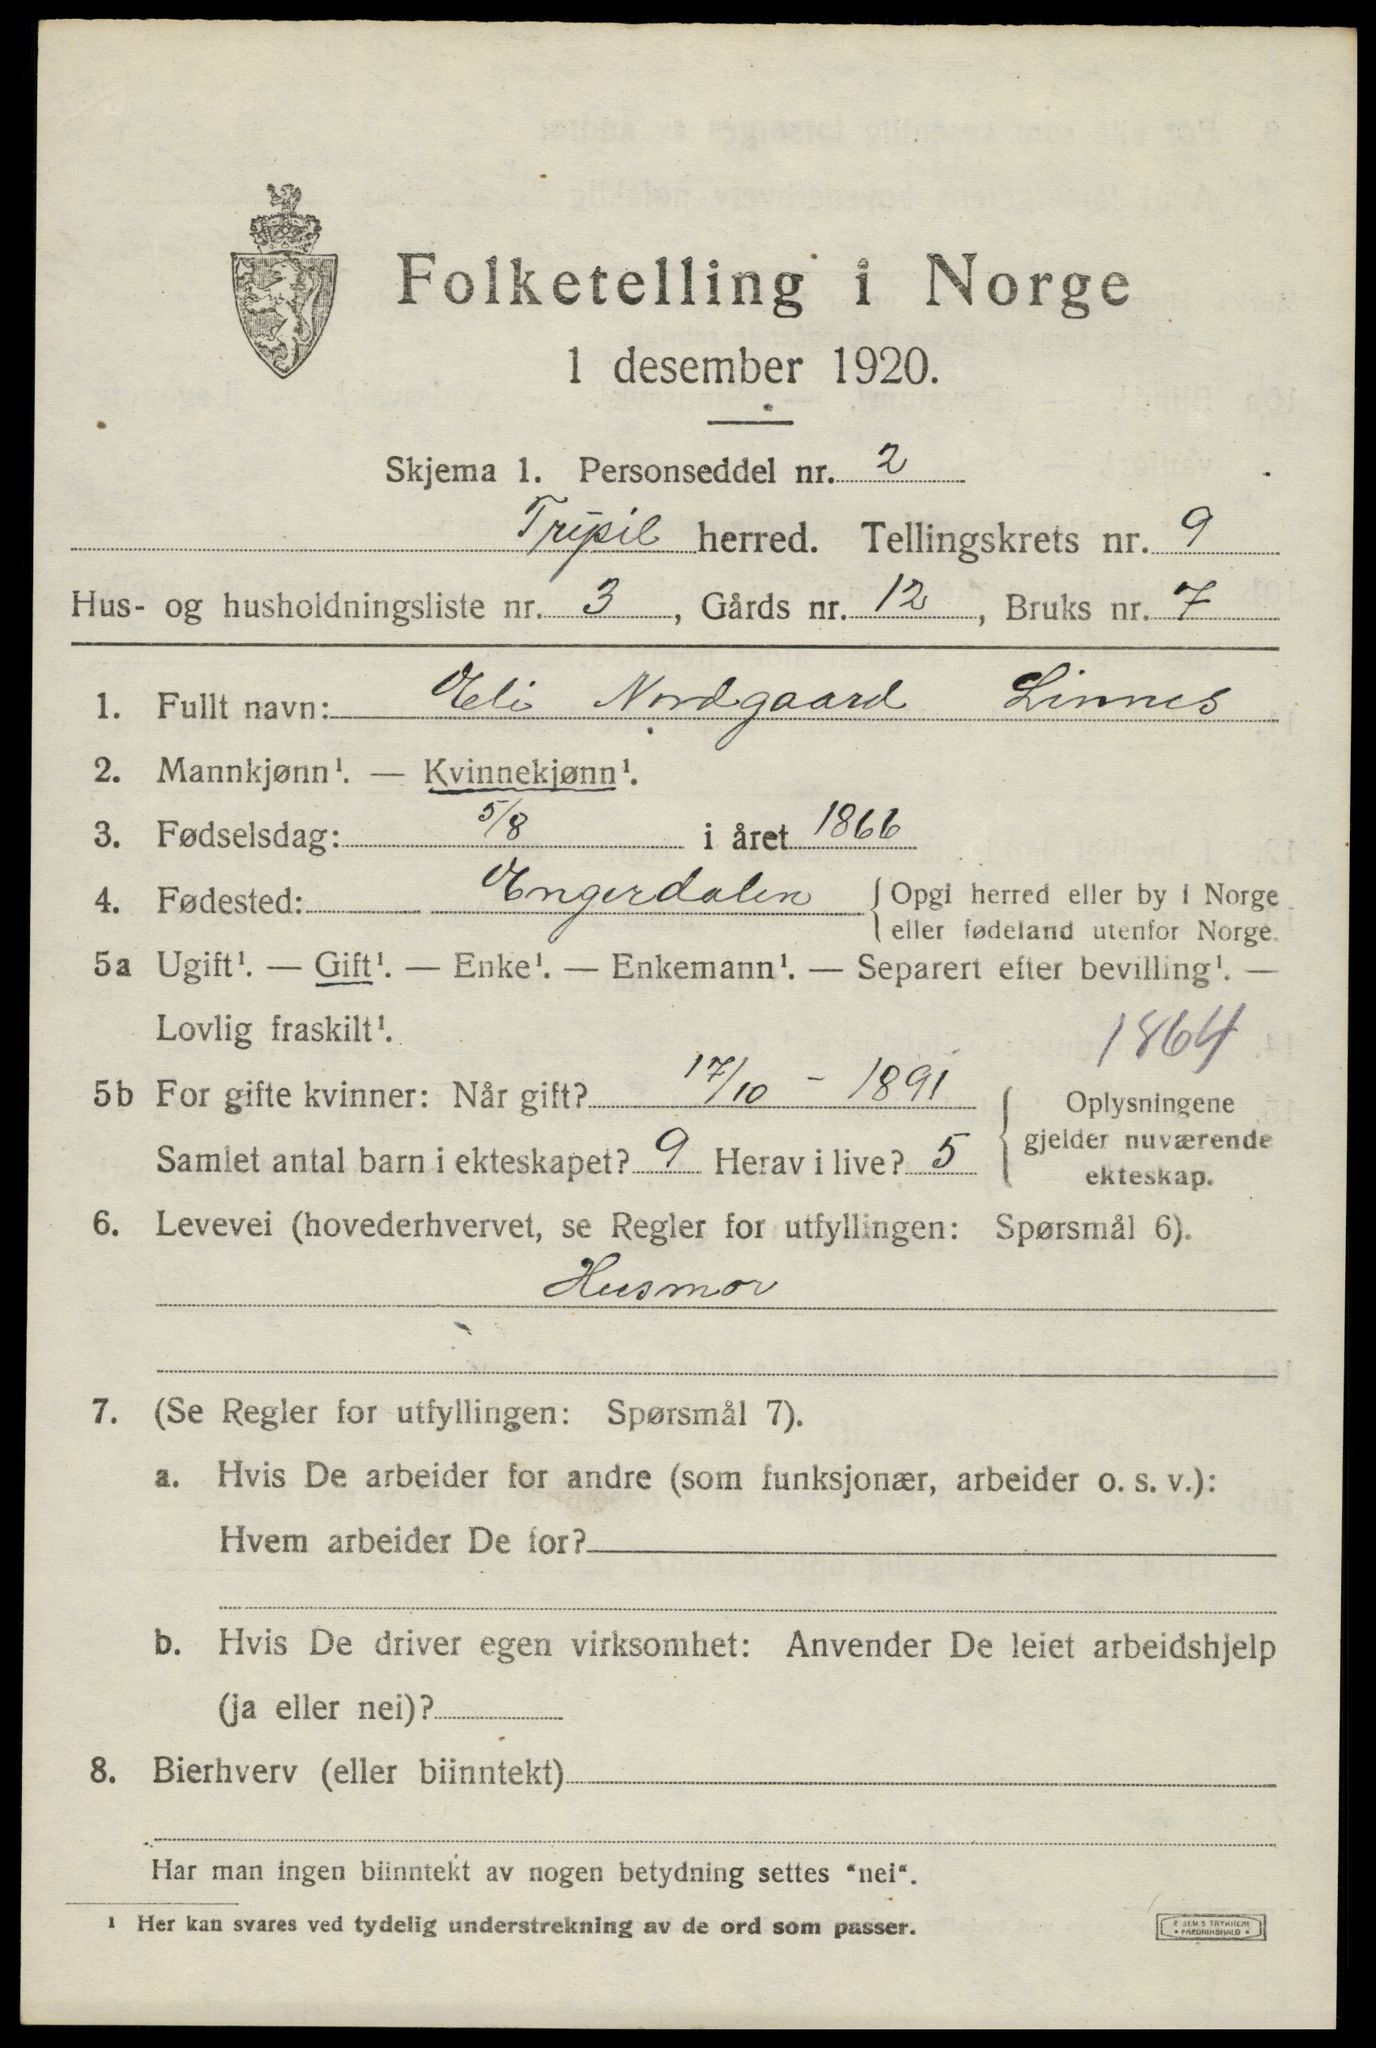 Folketelling i Norge
1 desember 1920.
Skjema 1. Personseddel nr. 2
Trysil herred. Tellingskrets nr. 9
Hus- og husholdningsliste nr. 3, Gårds nr. 12, Bruks nr. 7
1. Fullt navn: Eli Nordgaard Linnes
2. Mannkjønn¹. — Kvinnekjønn¹.
3. Fødselsdag: 5/8 i året 1866
4. Fødested: Engerdalen { Opgi herred eller by i Norge
eller fødeland utenfor Norge.
5a Ugift¹. — Gift¹. — Enke¹. — Enkemann¹. — Separert efter bevilling¹. —
Lovlig fraskilt¹. 1864
5b For gifte kvinner: Når gift? 17/10 - 1891
Samlet antal barn i ekteskapet? 9 Herav i live? 5
{ Oplysningene
gjelder nuværende
ekteskap.
6. Levevei (hovederhvervet, se Regler for utfyllingen: Spørsmål 6).
Husmor
7. (Se Regler for utfyllingen: Spørsmål 7).
a. Hvis De arbeider for andre (som funksjonær, arbeider o. s. v.):
Hvem arbeider De for?
b. Hvis De driver egen virksomhet: Anvender De leiet arbeidshjelp
(ja eller nei)?
8. Bierhverv (eller biinntekt)
Har man ingen biinntekt av nogen betydning settes "nei".
1 Her kan svares ved tydelig understrekning av de ord som passer.
SEMS TRYKKERI
• FREDRIKSHALD •